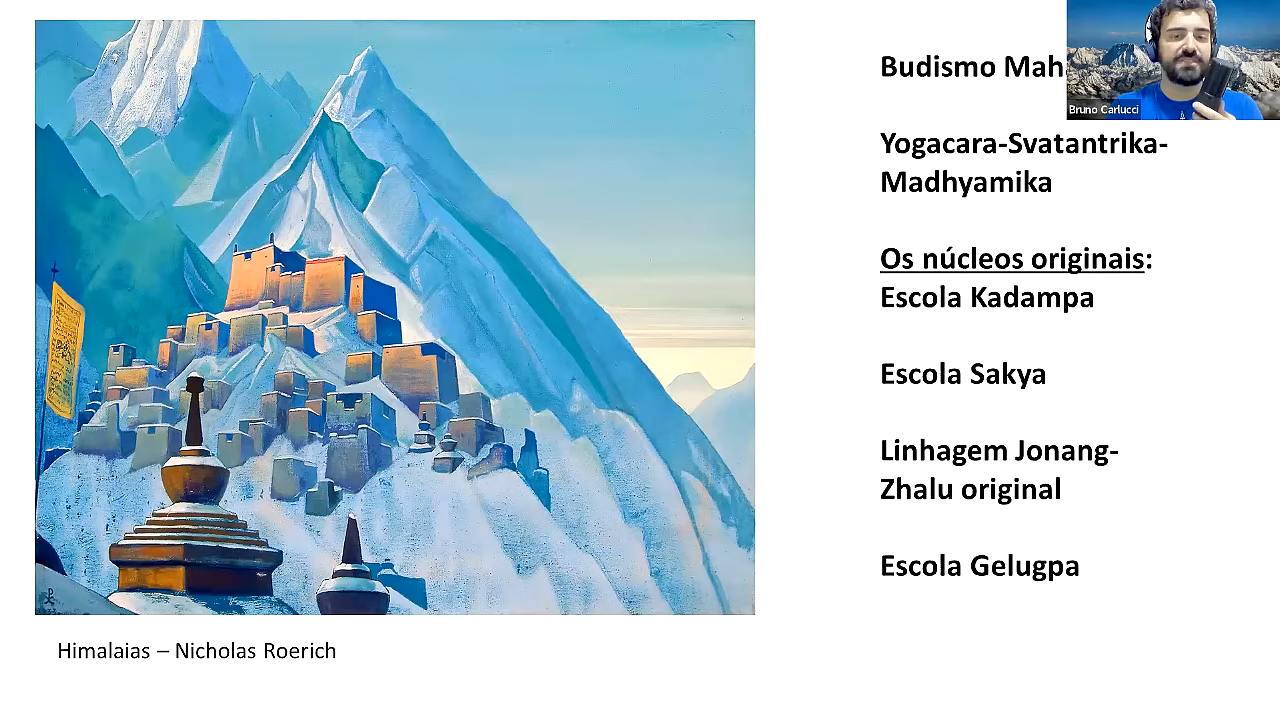 Budismo Mah
Bruno Carlucci
Yogacara-Svatantrika-
Madhyamika
Os núcleos originais:
Escola Kadampa
Escola Sakya
Linhagem Jonang-
Zhalu original
Escola Gelugpa
Himalaias – Nicholas Roerich